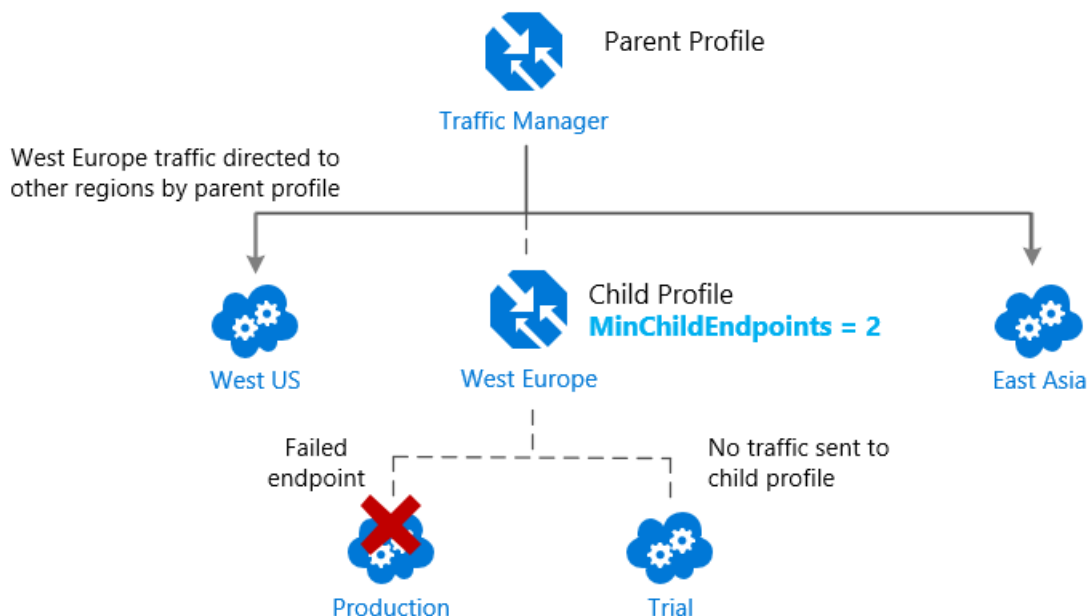 Parent Profile
Traffic Manager
West Europe traffic directed to
other regions by parent profile
Child Profile
MinChildEndpoints = 2
West US
West Europe
East Asia
Failed
endpoint
No traffic sent to
child profile
Production
Trial